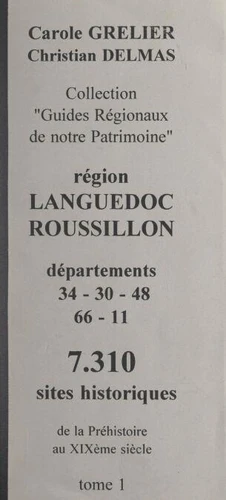 Carole GRELIER
Christian DELMAS
Collection
"Guides Régionaux
de notre Patrimoine"
région
LANGUEDOC
ROUSSILLON
départements
34 - 30 - 48
66 - 11
7.310
sites historiques
de la Préhistoire
au XIXème siècle
tome 1